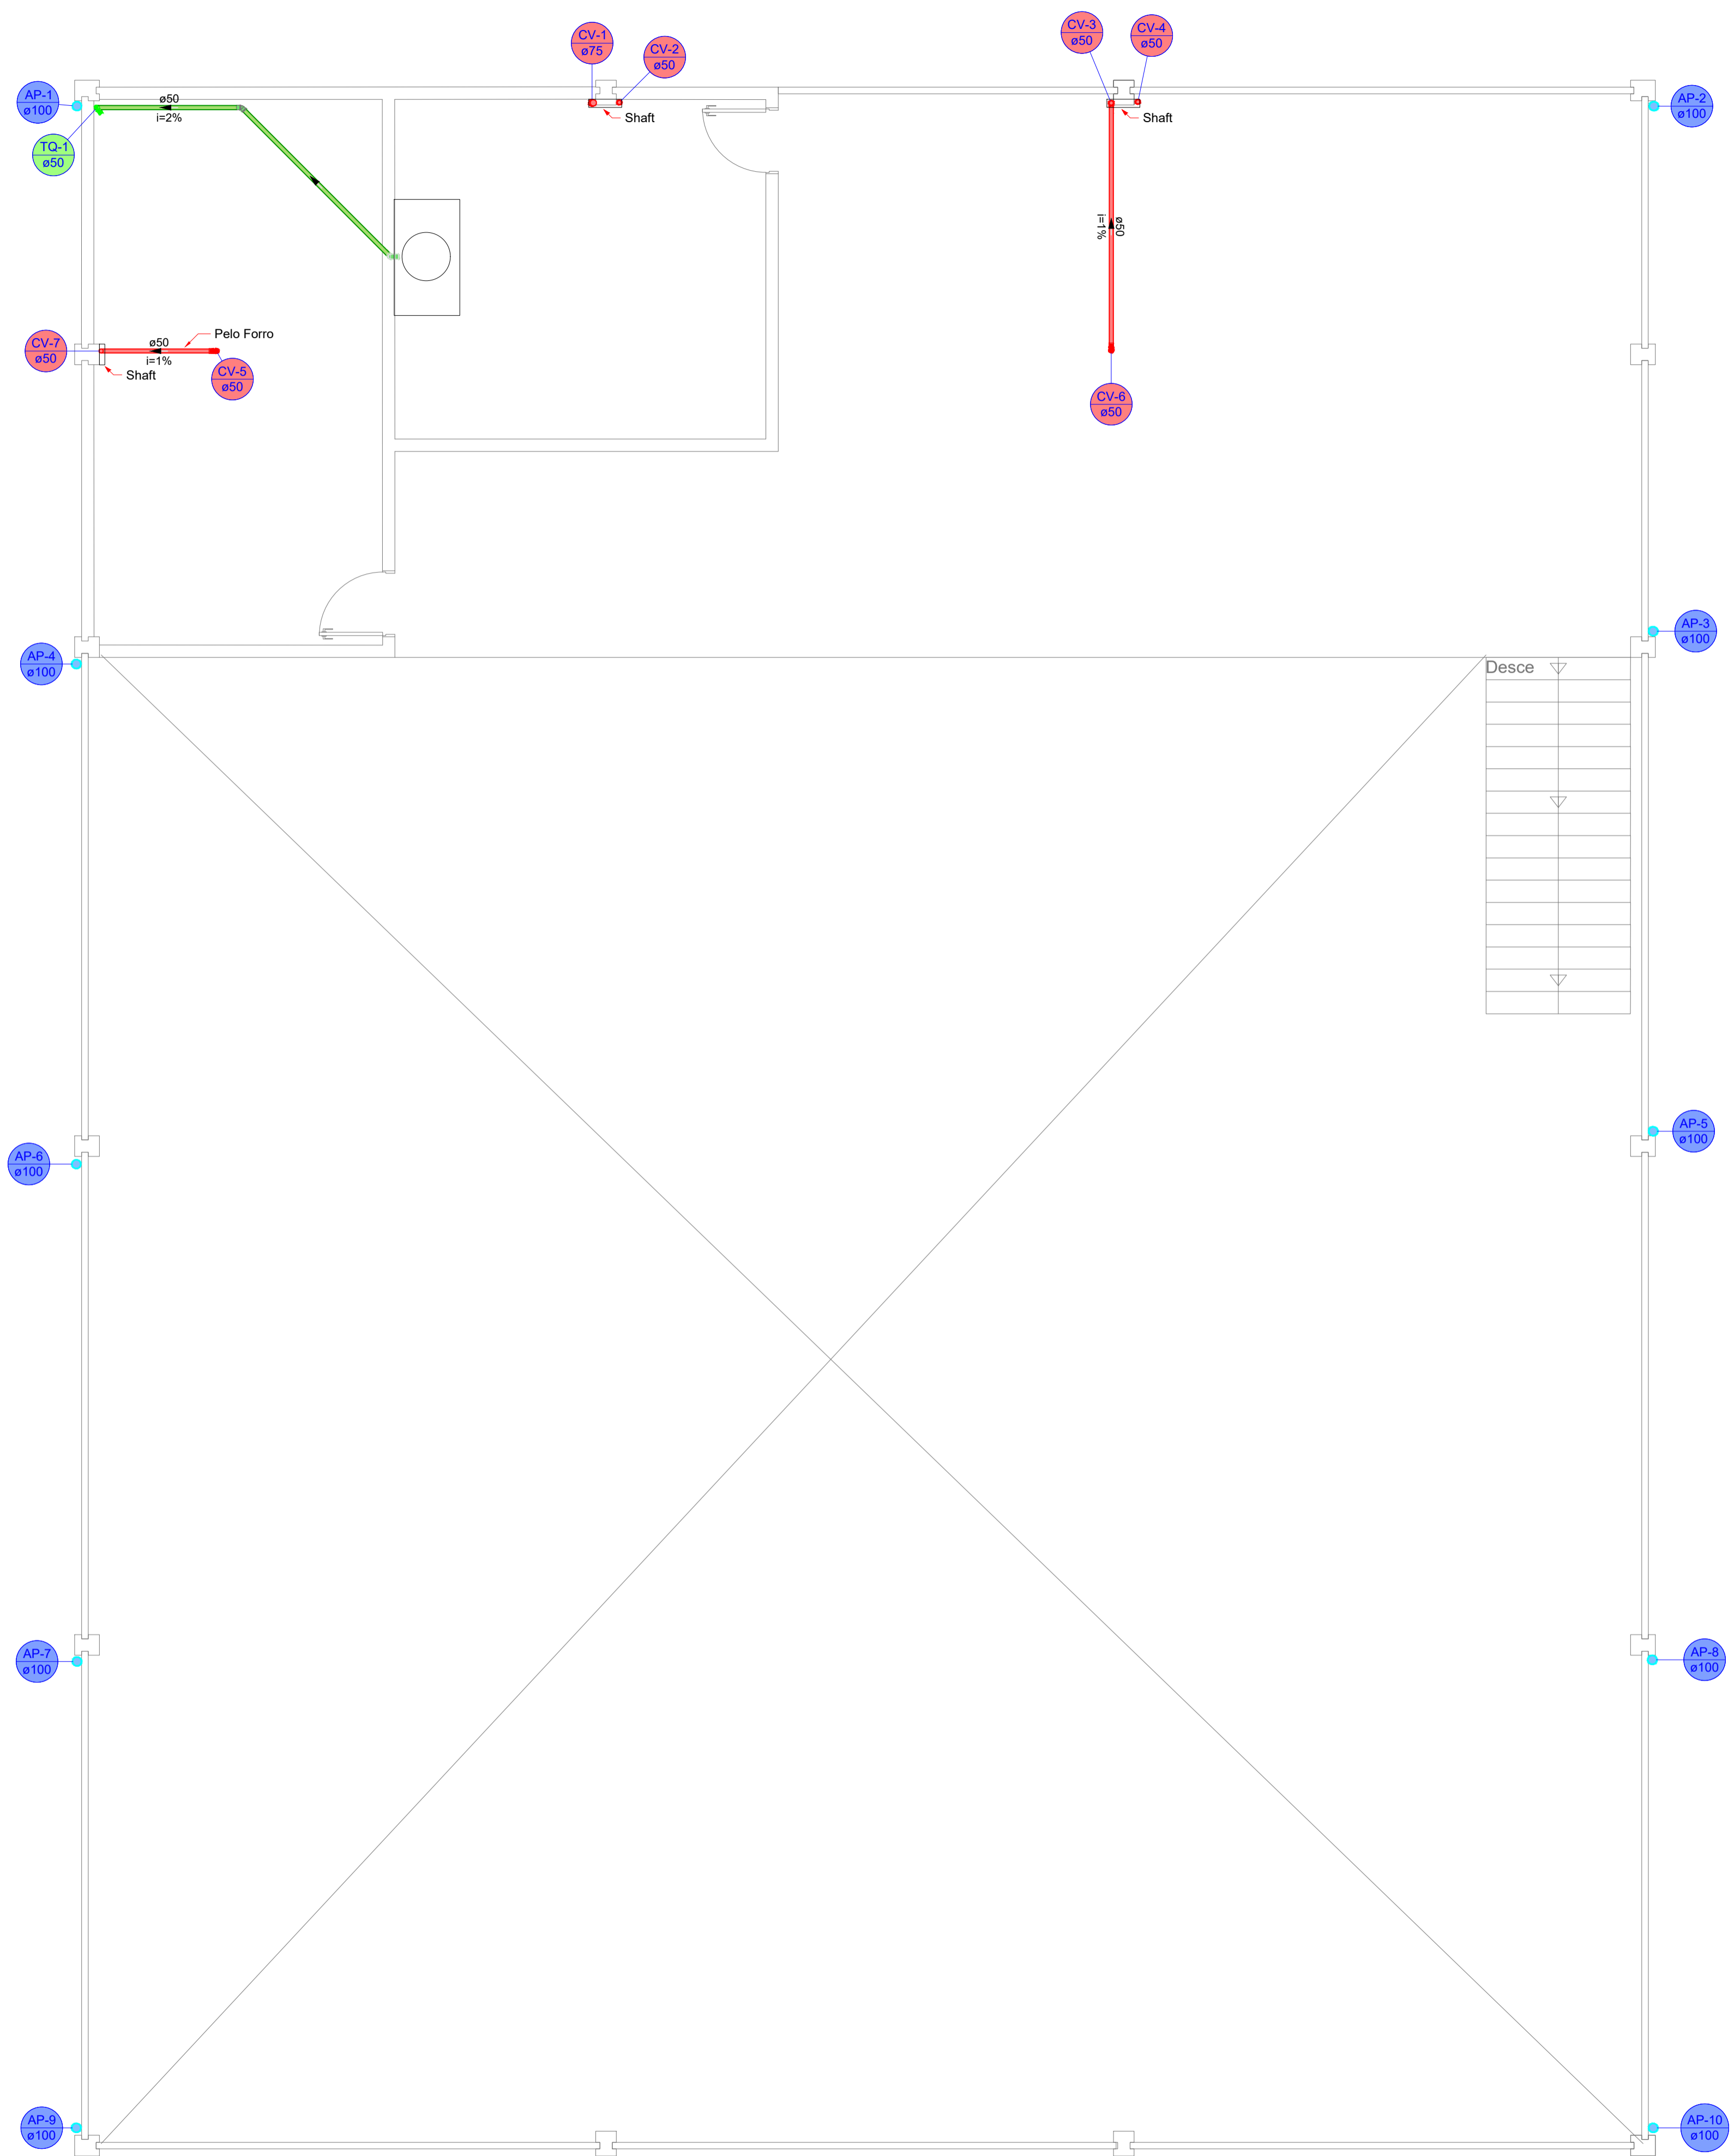 CV-1
ø75
CV-2
ø50
CV-3
ø50
CV-4
ø50
AP-1
ø100
ø50
i=2%
Shaft
Shaft
AP-2
ø100
TQ-1
ø50
ø50
i=1%
Pelo Forro
CV-7
ø50
ø50
i=1%
Shaft
CV-5
ø50
CV-6
ø50
AP-3
ø100
AP-4
ø100
Desce
AP-5
ø100
AP-6
ø100
AP-7
ø100
AP-8
ø100
AP-9
ø100
AP-10
ø100